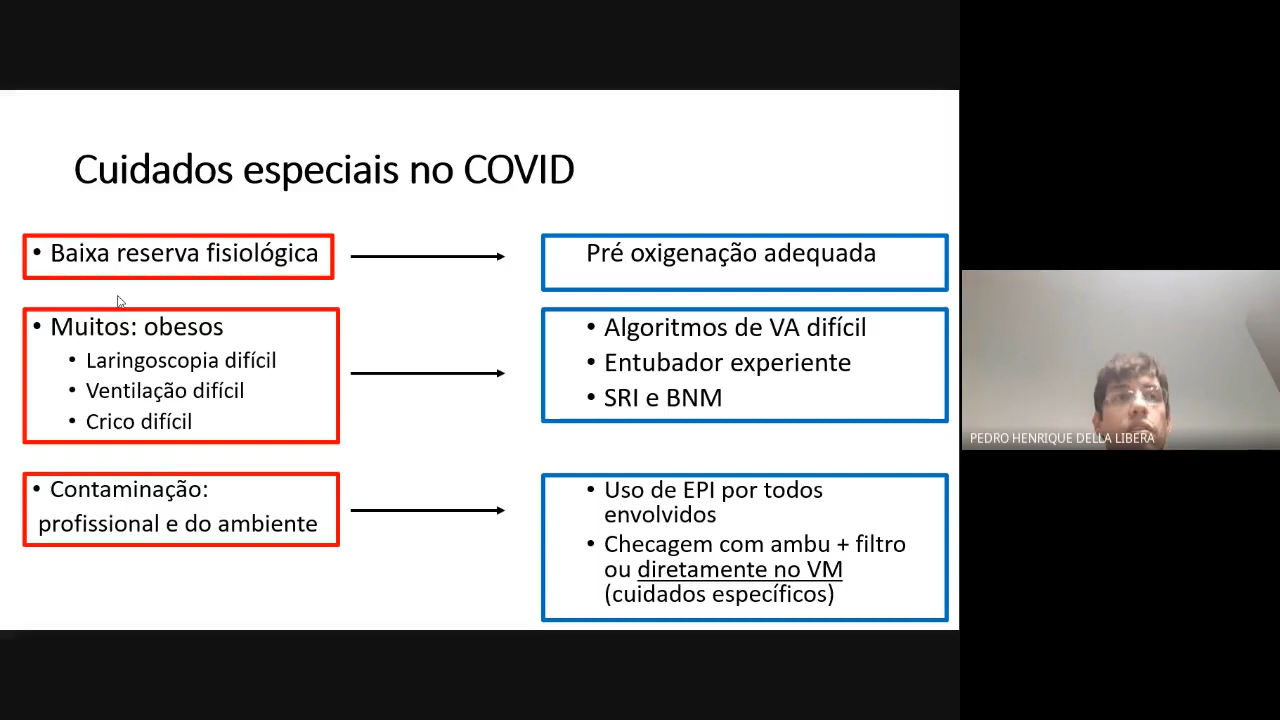 Cuidados especiais no COVID
• Baixa reserva fisiológica
Pré oxigenação adequada
• Muitos: obesos
• Laringoscopia difícil
• Ventilação difícil
• Crico difícil
• Algoritmos de VA difícil
• Entubador experiente
• SRI e BNM
• Contaminação:
profissional e do ambiente
• Uso de EPI por todos
envolvidos
• Checagem com ambu + filtro
ou diretamente no VM
(cuidados específicos)
PEDRO HENRIQUE DELLA LIBERA